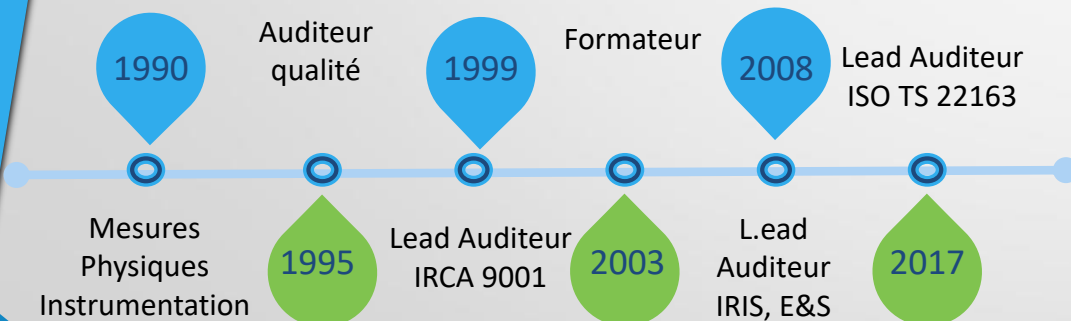 1990
Mesures
Physiques
Instrumentation
Auditeur
qualité
1995
1999
Lead Auditeur
IRCA 9001
Formateur
2003
2008
L.ead
Auditeur
IRIS, E&S
Lead Auditeur
ISO TS 22163
2017